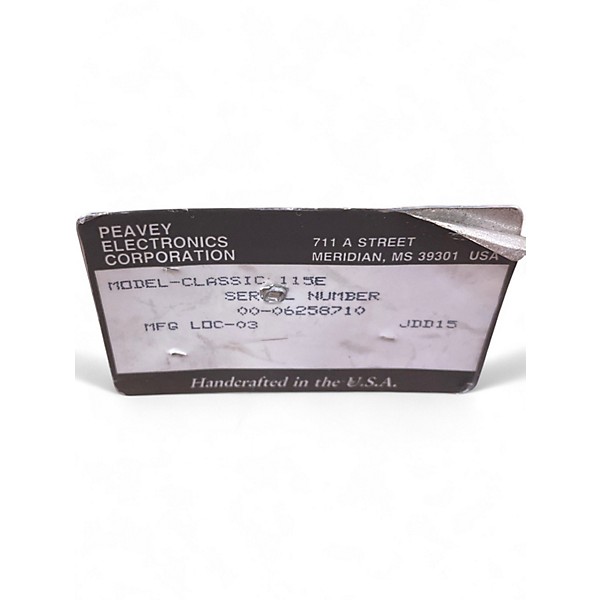 PEAVEY
ELECTRONICS
CORPORATION
711 A STREET
MERIDIAN, MS 39301 USA
MODEL-CLASSIC 115E
NUMBER
00-06258710
MFG LOC-03 JDD15
Handcrafted in the U.S.A.